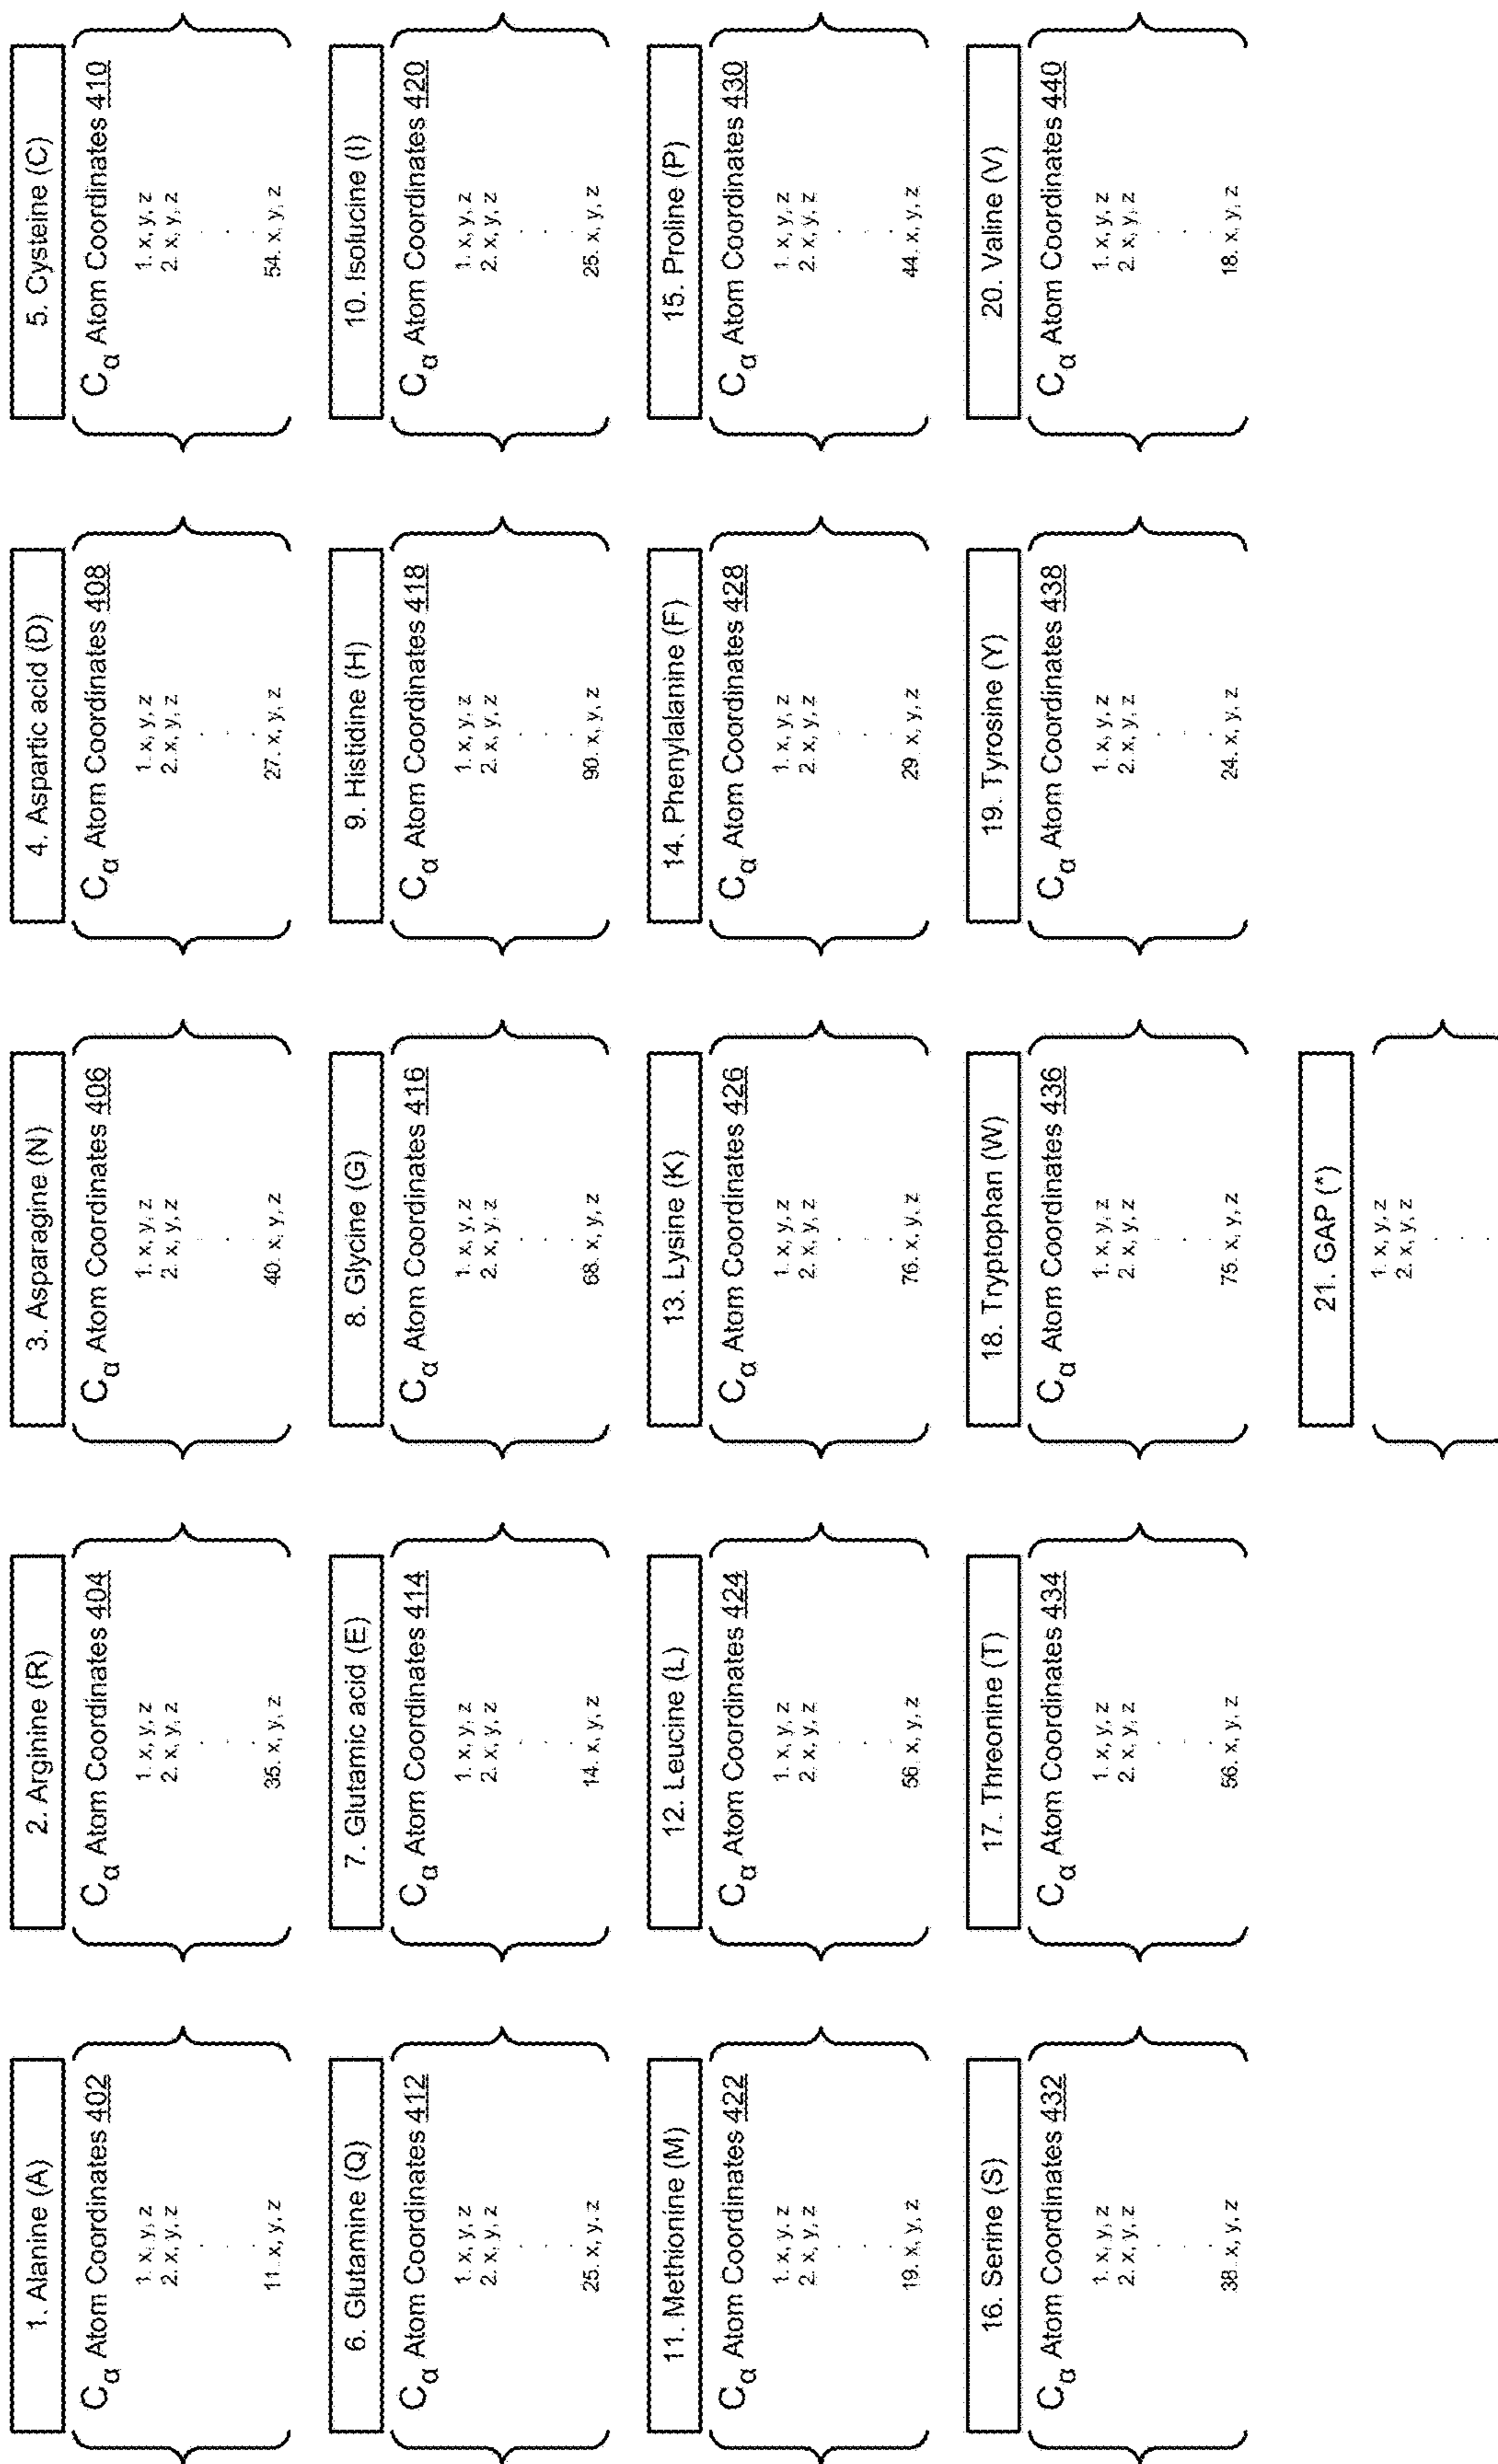 1. Alanine (A)
Cα Atom Coordinates 402
1. x, y, z
2. x, y, z
11. x, y, z
2. Arginine (R)
Cα Atom Coordinates 404
1. x, y, z
2. x, y, z
35. x, y, z
3. Asparagine (N)
Cα Atom Coordinates 406
1. x, y, z
2. x, y, z
40. x, y, z
4. Aspartic acid (D)
Cα Atom Coordinates 408
1. x, y, z
2. x, y, z
27. x, y, z
5. Cysteine (C)
Cα Atom Coordinates 410
1. x, y, z
2. x, y, z
54. x, y, z
6. Glutamine (Q)
Cα Atom Coordinates 412
1. x, y, z
2. x, y, z
25. x, y, z
7. Glutamic acid (E)
Cα Atom Coordinates 414
1. x, y, z
2. x, y, z
14. x, y, z
8. Glycine (G)
Cα Atom Coordinates 416
1. x, y, z
2. x, y, z
68. x, y, z
9. Histidine (H)
Cα Atom Coordinates 418
1. x, y, z
2. x, y, z
90. x, y, z
10. Isolucine (I)
Cα Atom Coordinates 420
1. x, y, z
2. x, y, z
25. x, y, z
11. Methionine (M)
Cα Atom Coordinates 422
1. x, y, z
2. x, y, z
19. x, y, z
12. Leucine (L)
Cα Atom Coordinates 424
1. x, y, z
2. x, y, z
56. x, y, z
13. Lysine (K)
Cα Atom Coordinates 426
1. x, y, z
2. x, y, z
76. x, y, z
14. Phenylalanine (F)
Cα Atom Coordinates 428
1. x, y, z
2. x, y, z
29. x, y, z
15. Proline (P)
Cα Atom Coordinates 430
1. x, y, z
2. x, y, z
44. x, y, z
16. Serine (S)
Cα Atom Coordinates 432
1. x, y, z
2. x, y, z
38. x, y, z
17. Threonine (T)
Cα Atom Coordinates 434
1. x, y, z
2. x, y, z
56. x, y, z
18. Tryptophan (W)
Cα Atom Coordinates 436
1. x, y, z
2. x, y, z
75. x, y, z
19. Tyrosine (Y)
Cα Atom Coordinates 438
1. x, y, z
2. x, y, z
24. x, y, z
20. Valine (V)
Cα Atom Coordinates 440
1. x, y, z
2. x, y, z
18. x, y, z
21. GAP (*)
1. x, y, z
2. x, y, z